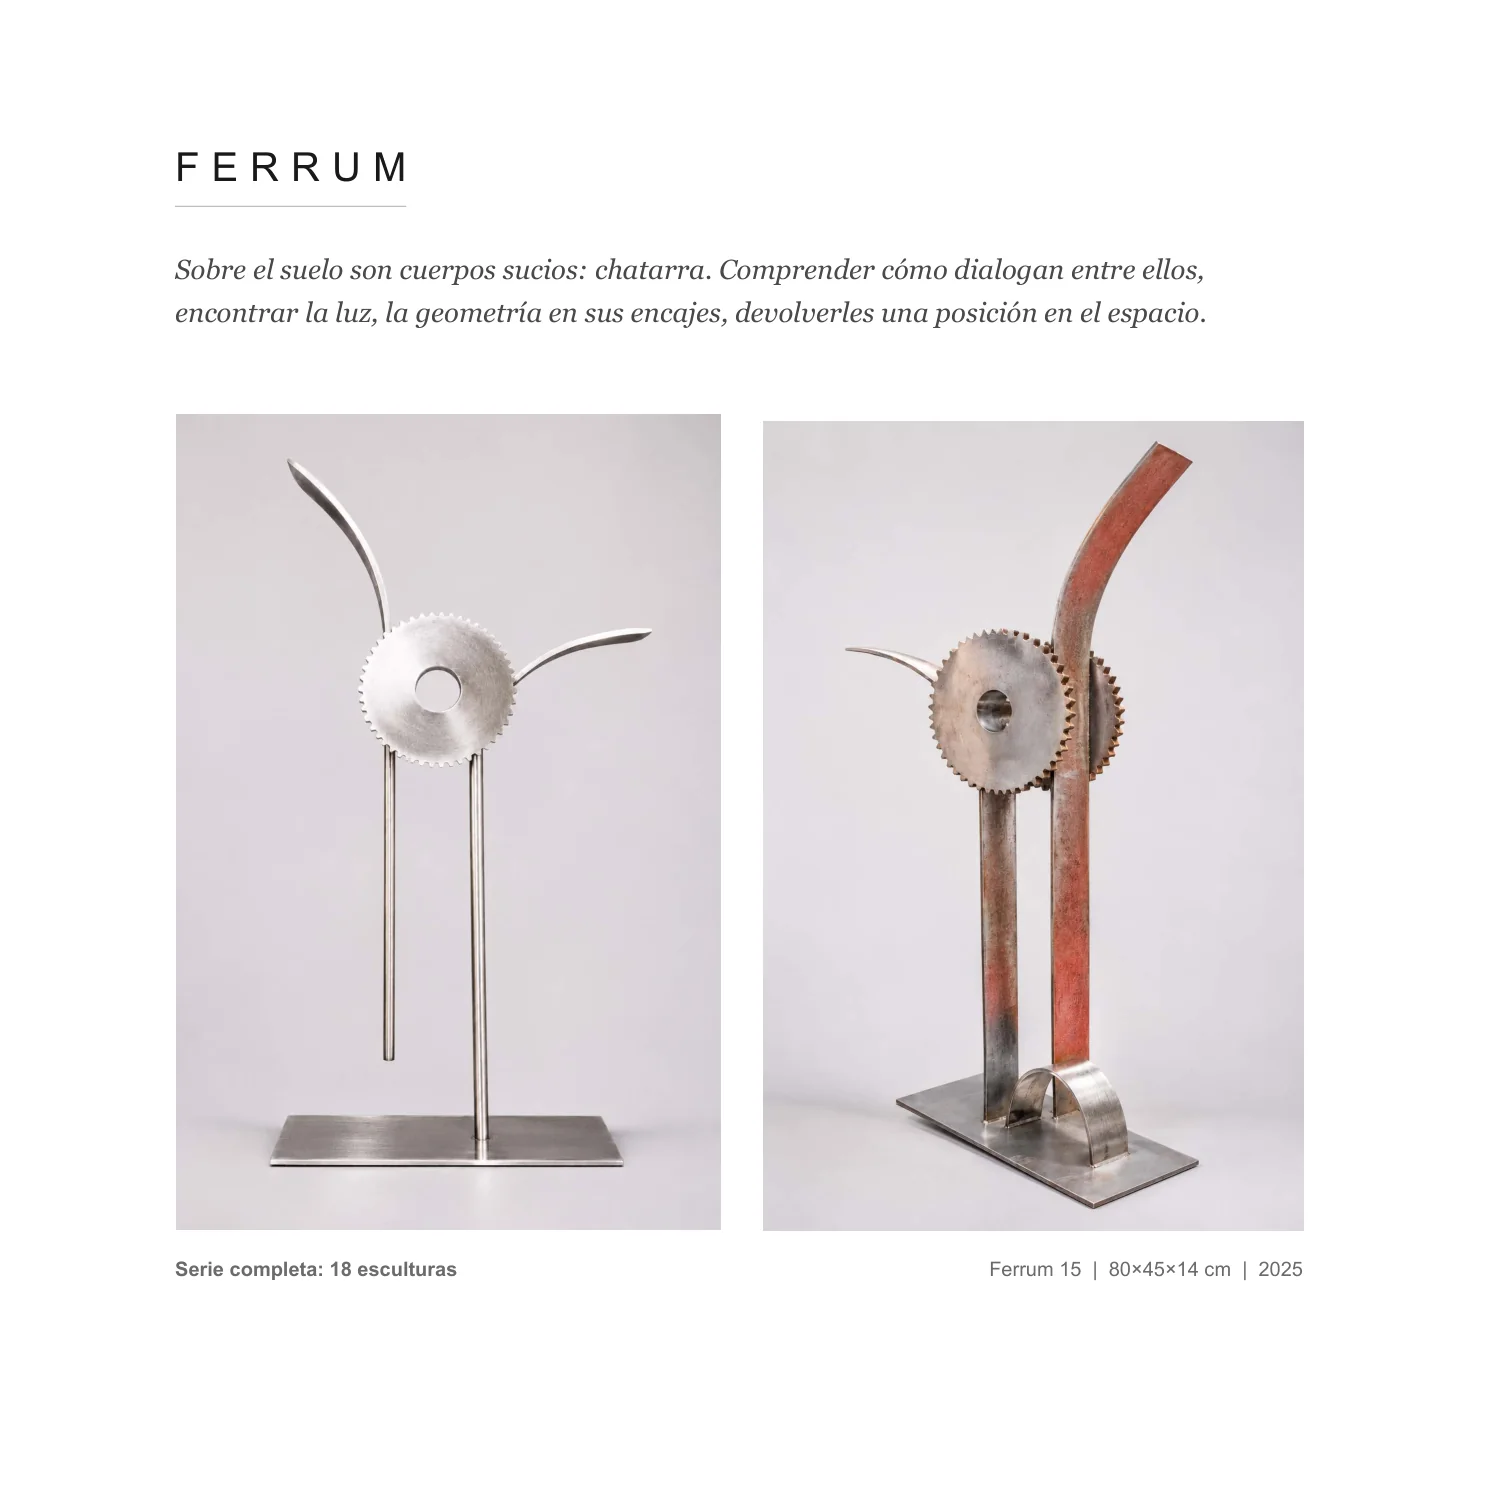 FERRUM
Sobre el suelo son cuerpos sucios: chatarra. Comprender cómo dialogan entre ellos,
encontrar la luz, la geometría en sus encajes, devolverles una posición en el espacio.
Serie completa: 18 esculturas
Ferrum 15 | 80×45×14 cm | 2025